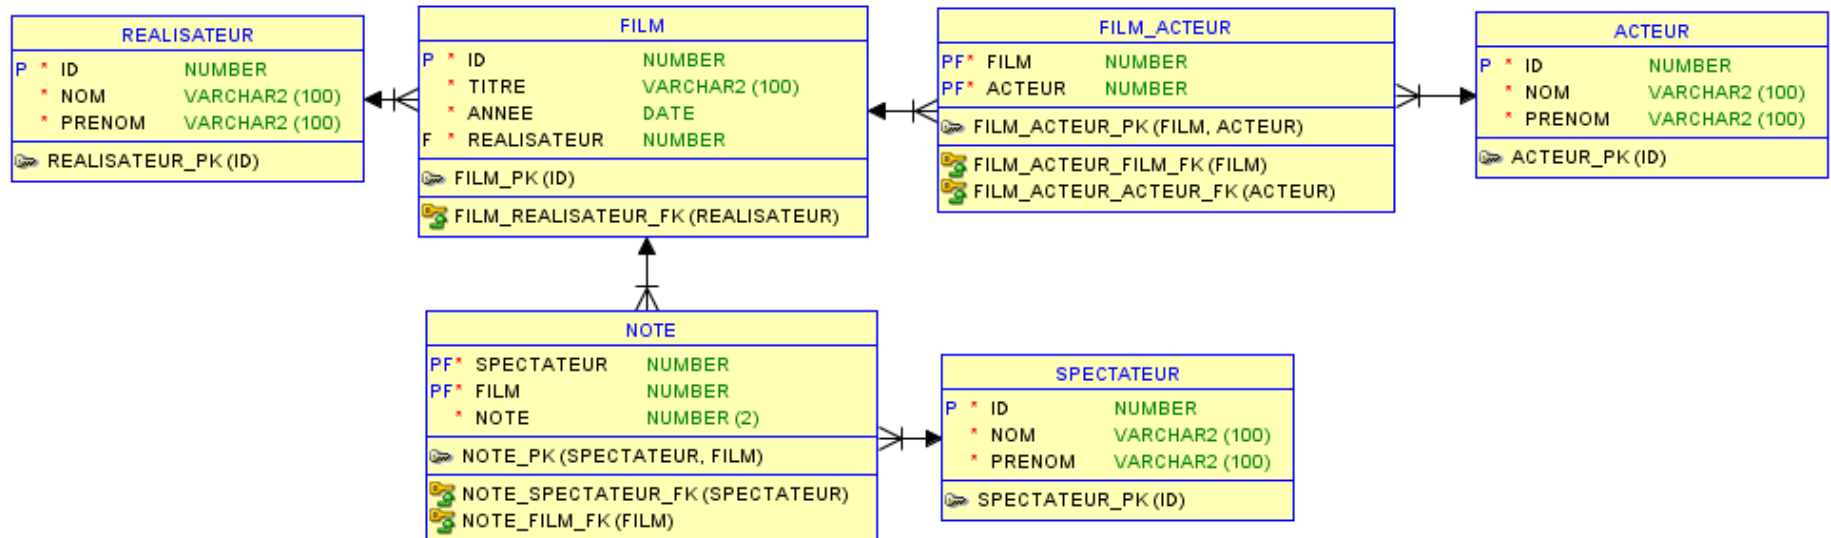 REALISATEUR
P * ID NUMBER
* NOM VARCHAR2 (100)
* PRENOM VARCHAR2 (100)
REALISATEUR_PK (ID)
FILM
P * ID NUMBER
* TITRE VARCHAR2 (100)
* ANNEE DATE
F * REALISATEUR NUMBER
FILM_PK (ID)
FILM_REALISATEUR_FK (REALISATEUR)
FILM_ACTEUR
PF* FILM NUMBER
PF* ACTEUR NUMBER
FILM_ACTEUR_PK (FILM, ACTEUR)
FILM_ACTEUR_FILM_FK (FILM)
FILM_ACTEUR_ACTEUR_FK (ACTEUR)
ACTEUR
P * ID NUMBER
* NOM VARCHAR2 (100)
* PRENOM VARCHAR2 (100)
ACTEUR_PK (ID)
NOTE
PF* SPECTATEUR NUMBER
PF* FILM NUMBER
* NOTE NUMBER (2)
NOTE_PK (SPECTATEUR, FILM)
NOTE_SPECTATEUR_FK (SPECTATEUR)
NOTE_FILM_FK (FILM)
SPECTATEUR
P * ID NUMBER
* NOM VARCHAR2 (100)
* PRENOM VARCHAR2 (100)
SPECTATEUR_PK (ID)